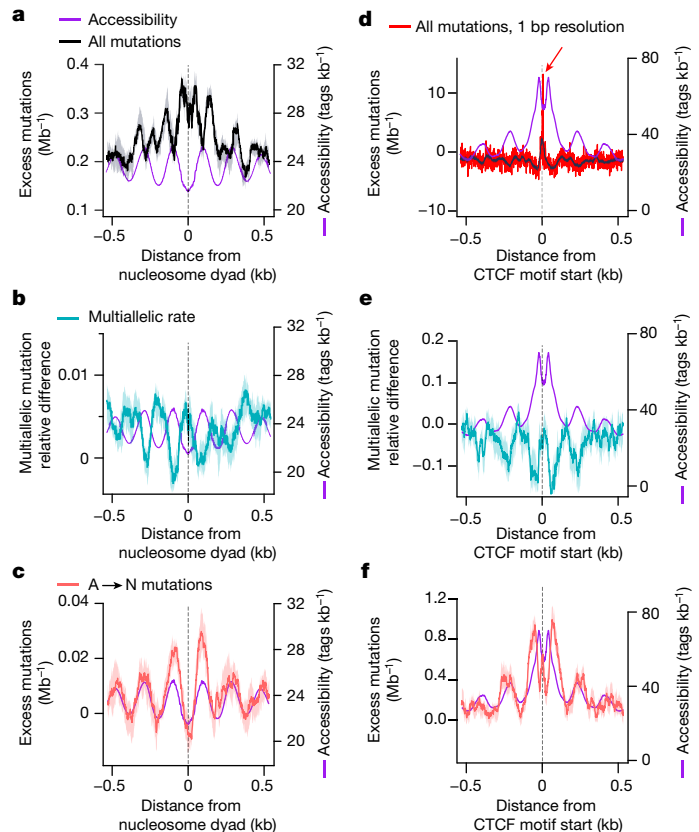 a
Accessibility
All mutations
Excess mutations
(Mb−1)
0.4
0.3
0.2
0.1
32
28
24
20
Accessibility (tags kb−1)
−0.5
0
0.5
Distance from
nucleosome dyad (kb)
b
Multiallelic rate
Multiallelic mutation
relative difference
0.01
0
32
28
24
20
Accessibility (tags kb−1)
−0.5
0
0.5
Distance from
nucleosome dyad (kb)
c
A → N mutations
Excess mutations
(Mb−1)
0.04
0.012
0
32
28
24
20
Accessibility (tags kb−1)
−0.5
0
0.5
Distance from
nucleosome dyad (kb)
d
All mutations, 1 bp resolution
Excess mutations
(Mb−1)
10
0
−10
80
60
40
0
Accessibility (tags kb−1)
−0.5
0
0.5
Distance from
CTCF motif start (kb)
e
Multiallelic mutation
relative difference
0.2
0.1
0.0
−0.1
80
40
0
Accessibility (tags kb−1)
−0.5
0
0.5
Distance from
CTCF motif start (kb)
f
Excess mutations
(Mb−1)
1.2
0.8
0.4
0.0
80
60
40
0
Accessibility (tags kb−1)
−0.5
0
0.5
Distance from
CTCF motif start (kb)